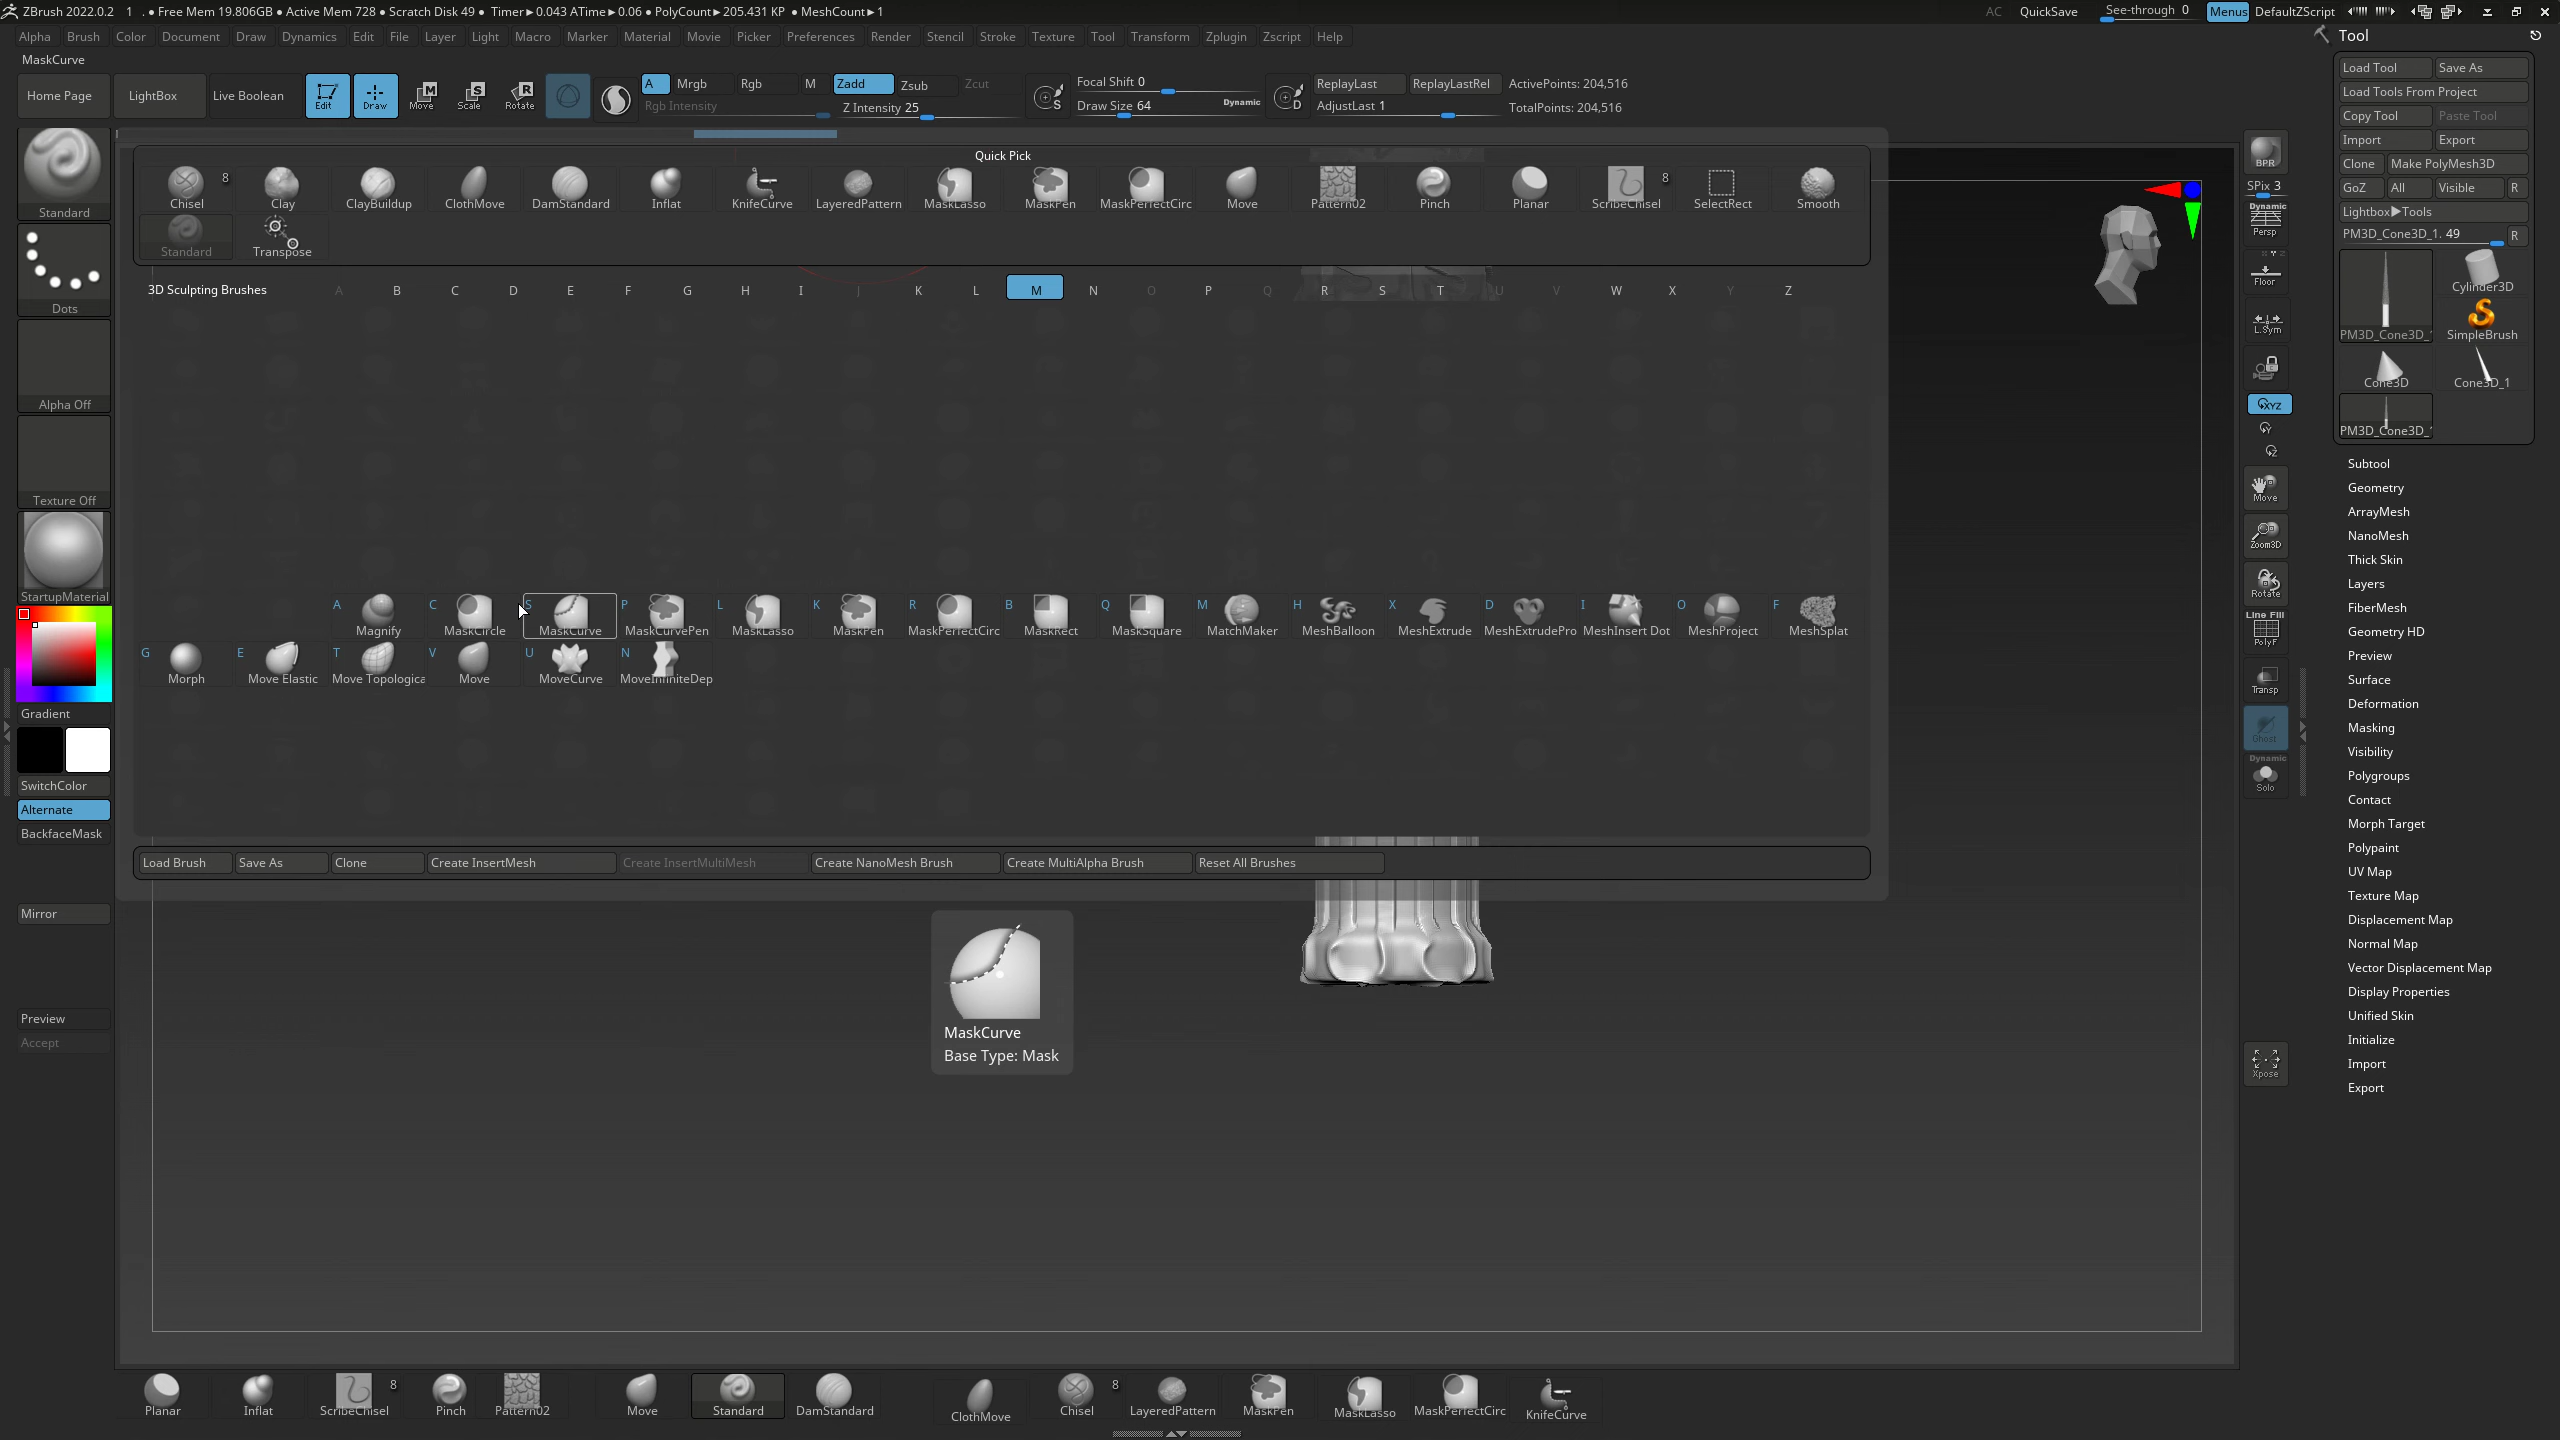 ZBrush 2022.0.2 1 . • Free Mem 19.806GB • Active Mem 728 • Scratch Disk 49 • Timer►0.043 ATime►0.06 • PolyCount►205.431 KP • MeshCount►1 AC QuickSave See-through 0 Menus DefaultZScript
Alpha Brush Color Document Draw Dynamics Edit File Layer Light Macro Marker Material Movie Picker Preferences Render Stencil Stroke Texture Tool Transform Zplugin Zscript Help
MaskCurve
Home Page LightBox Live Boolean Edit Draw Move Scale Rotate
A Mrgb Rgb M Zadd Zsub Zcut
Rgb Intensity Z Intensity 25
Focal Shift 0
Draw Size 64 Dynamic
ReplayLast ReplayLastRel ActivePoints: 204,516
AdjustLast 1 TotalPoints: 204,516
Standard
Dots
Alpha Off
Texture Off
StartupMaterial
Gradient
SwitchColor
Alternate
BackfaceMask
Mirror
Preview
Accept
Quick Pick
8 8
Chisel Clay ClayBuildup ClothMove DamStandard Inflat KnifeCurve LayeredPattern MaskLasso MaskPen MaskPerfectCirc Move Pattern02 Pinch Planar ScribeChisel SelectRect Smooth
Standard Transpose
3D Sculpting Brushes A B C D E F G H I J K L M N O P Q R S T U V W X Y Z
A C S P L K R B Q M H X D I O F
Magnify MaskCircle MaskCurve MaskCurvePen MaskLasso MaskPen MaskPerfectCirc MaskRect MaskSquare MatchMaker MeshBalloon MeshExtrude MeshExtrudePro MeshInsert Dot MeshProject MeshSplat
G E T V U N
Morph Move Elastic Move Topologica Move MoveCurve MoveInfiniteDep
Load Brush Save As Clone Create InsertMesh Create InsertMultiMesh Create NanoMesh Brush Create MultiAlpha Brush Reset All Brushes
MaskCurve
Base Type: Mask
8 8
Planar Inflat ScribeChisel Pinch Pattern02 Move Standard DamStandard ClothMove Chisel LayeredPattern MaskPen MaskLasso MaskPerfectCirc KnifeCurve
BPR
SPix 3
Dynamic
Persp
Floor
L.Sym
XYZ
Y
Z
Move
Zoom3D
Rotate
Line Fill
PolyF
Transp
Ghost
Dynamic
Solo
Xpose
Tool
Load Tool Save As
Load Tools From Project
Copy Tool Paste Tool
Import Export
Clone Make PolyMesh3D
GoZ All Visible R
Lightbox►Tools
PM3D_Cone3D_1. 49 R
Cylinder3D
PM3D_Cone3D_1 SimpleBrush
Cone3D Cone3D_1
PM3D_Cone3D_1
Subtool
Geometry
ArrayMesh
NanoMesh
Thick Skin
Layers
FiberMesh
Geometry HD
Preview
Surface
Deformation
Masking
Visibility
Polygroups
Contact
Morph Target
Polypaint
UV Map
Texture Map
Displacement Map
Normal Map
Vector Displacement Map
Display Properties
Unified Skin
Initialize
Import
Export